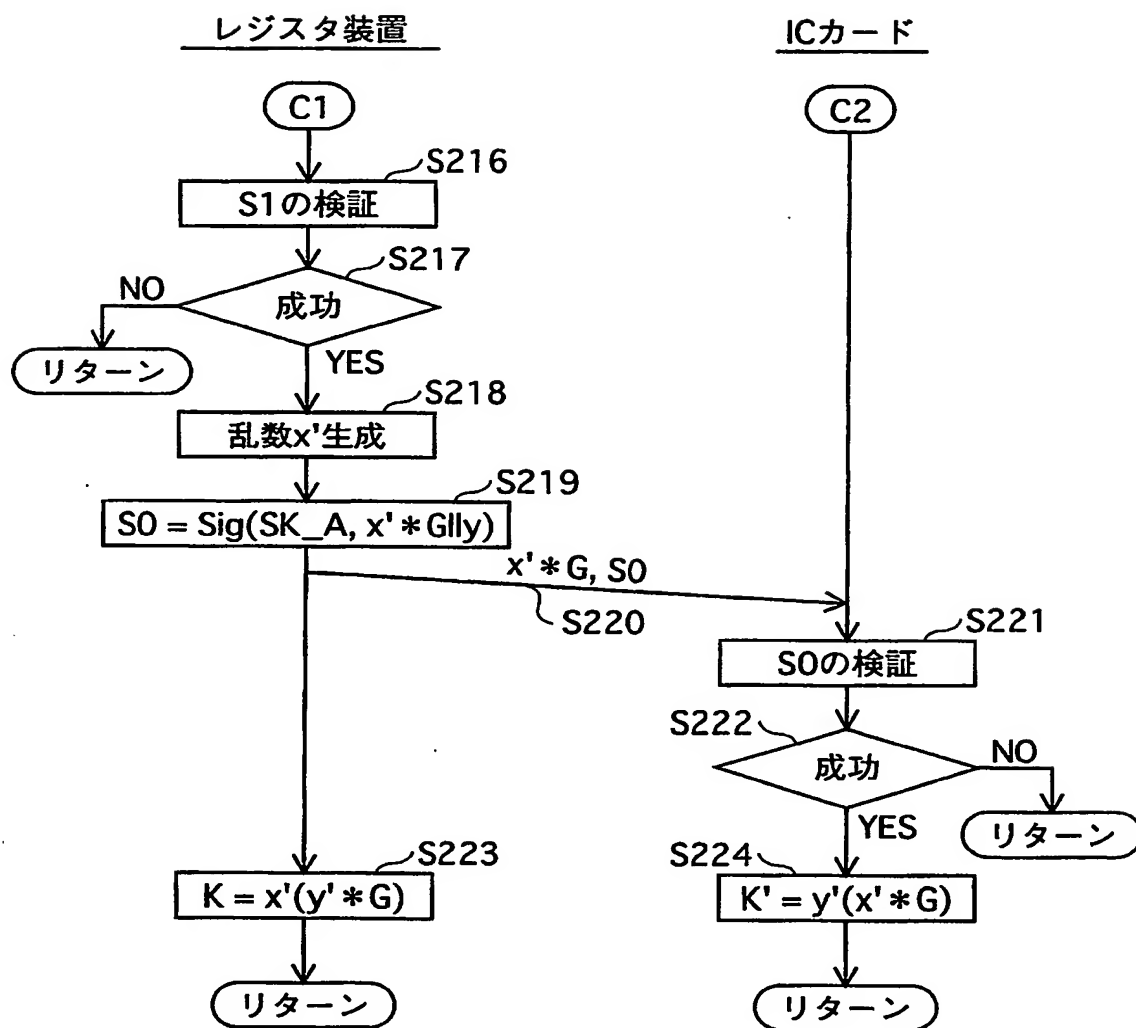 レジスタ装置
ICカード
C1
C2
S216
S1の検証
S217
NO
成功
リターン
YES
S218
乱数x'生成
S219
S0 = Sig(SK_A, x'*G||y)
x'*G, S0
S220
S221
S0の検証
S222
成功
NO
リターン
YES
S223
K = x'(y'*G)
S224
K' = y'(x'*G)
リターン
リターン